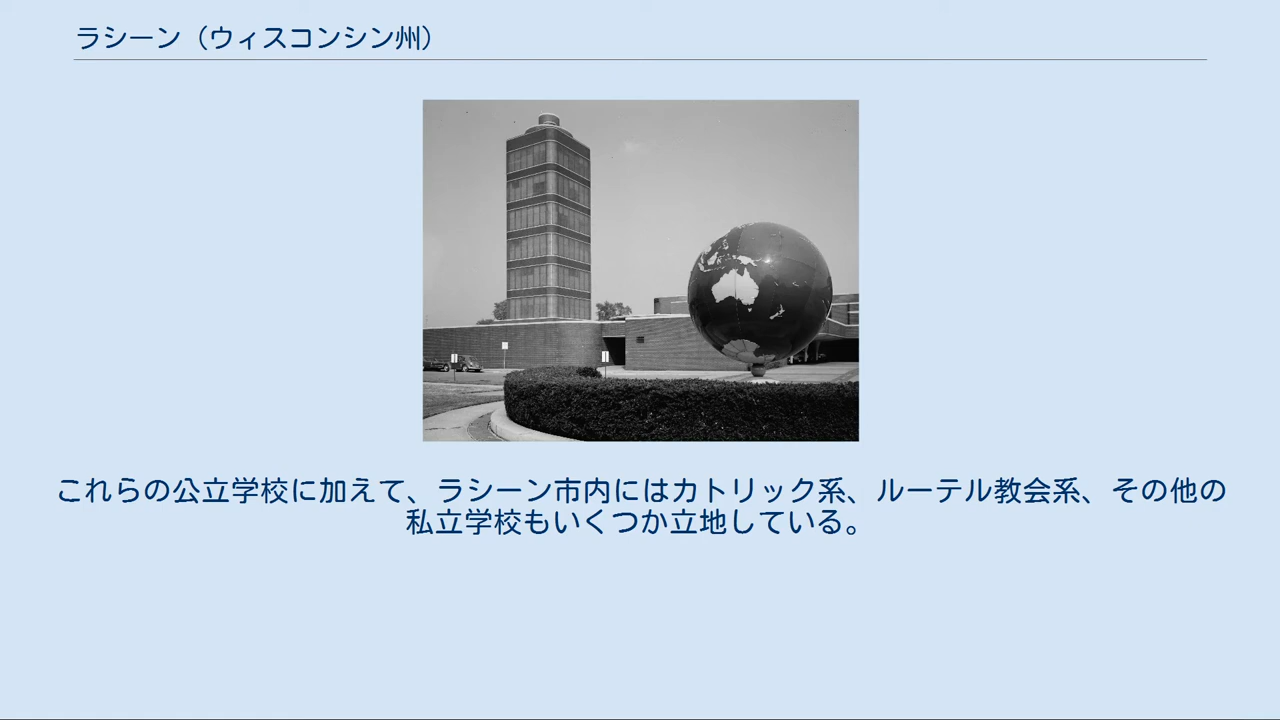 ラシーン（ウィスコンシン州）
これらの公立学校に加えて、ラシーン市内にはカトリック系、ルーテル教会系、その他の
私立学校もいくつか立地している。